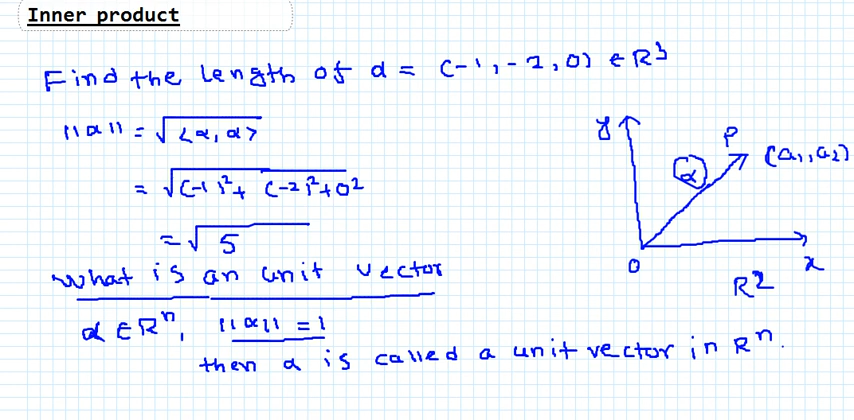 Inner product
Find the length of α = (-1, -2, 0) ∈ R³
||α|| = √<α, α>
= √(-1)² + (-2)² + 0²
= √5
y
P
(a₁, a₂)
α
O
x
R²
What is an unit vector
α ∈ Rⁿ, ||α|| = 1
then α is called a unit vector in Rⁿ.